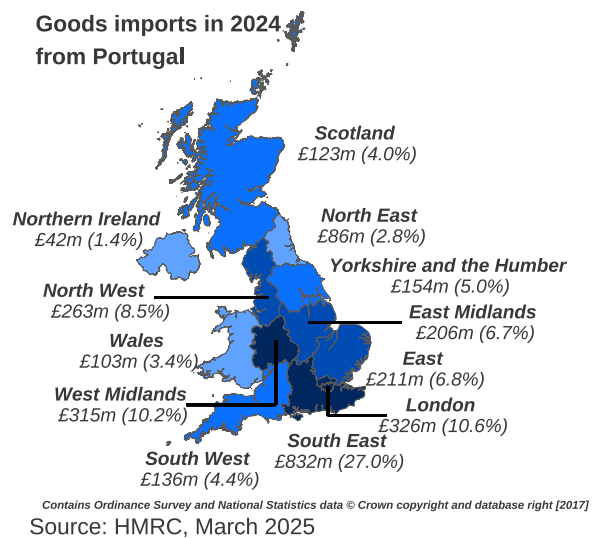 Goods imports in 2024
from Portugal
Scotland
£123m (4.0%)
Northern Ireland
£42m (1.4%)
North East
£86m (2.8%)
Yorkshire and the Humber
£154m (5.0%)
North West
£263m (8.5%)
East Midlands
£206m (6.7%)
Wales
£103m (3.4%)
East
£211m (6.8%)
West Midlands
£315m (10.2%)
London
£326m (10.6%)
South East
£832m (27.0%)
South West
£136m (4.4%)
Contains Ordinance Survey and National Statistics data © Crown copyright and database right [2017]
Source: HMRC, March 2025